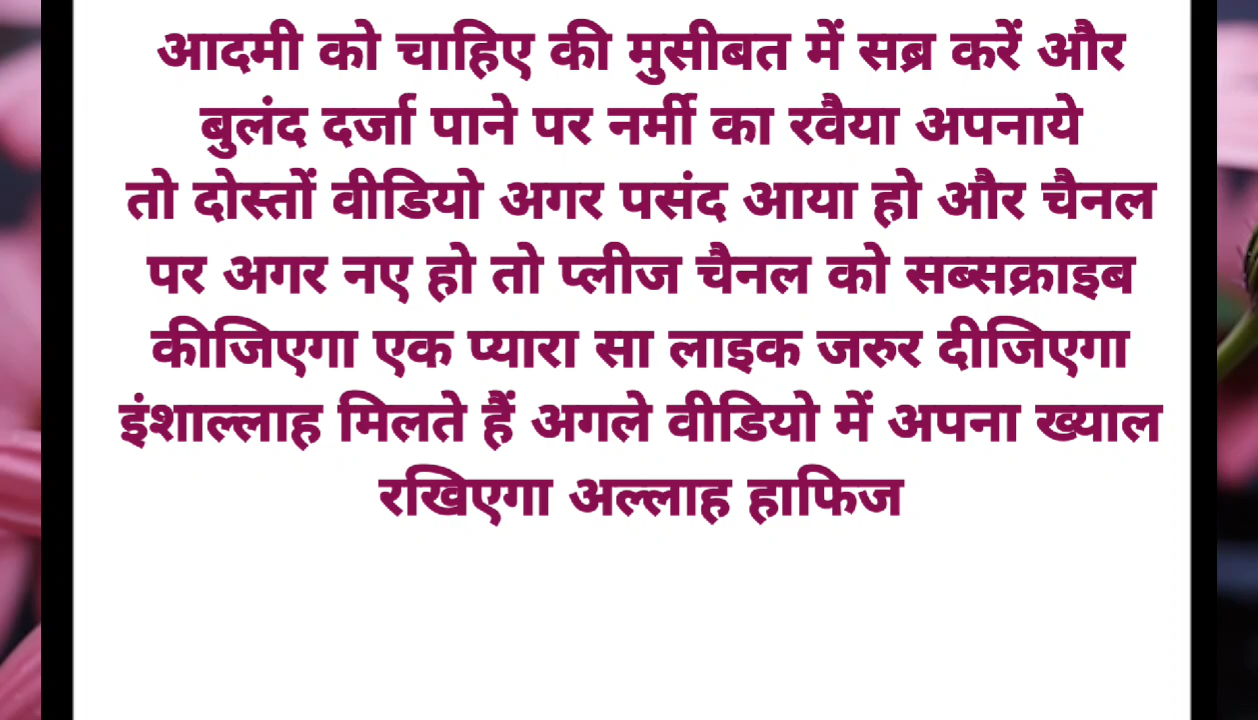 आदमी को चाहिए की मुसीबत में सब्र करें और
बुलंद दर्जा पाने पर नर्मी का रवैया अपनाये
तो दोस्तों वीडियो अगर पसंद आया हो और चैनल
पर अगर नए हो तो प्लीज चैनल को सब्सक्राइब
कीजिएगा एक प्यारा सा लाइक जरुर दीजिएगा
इंशाल्लाह मिलते हैं अगले वीडियो में अपना ख्याल
रखिएगा अल्लाह हाफिज